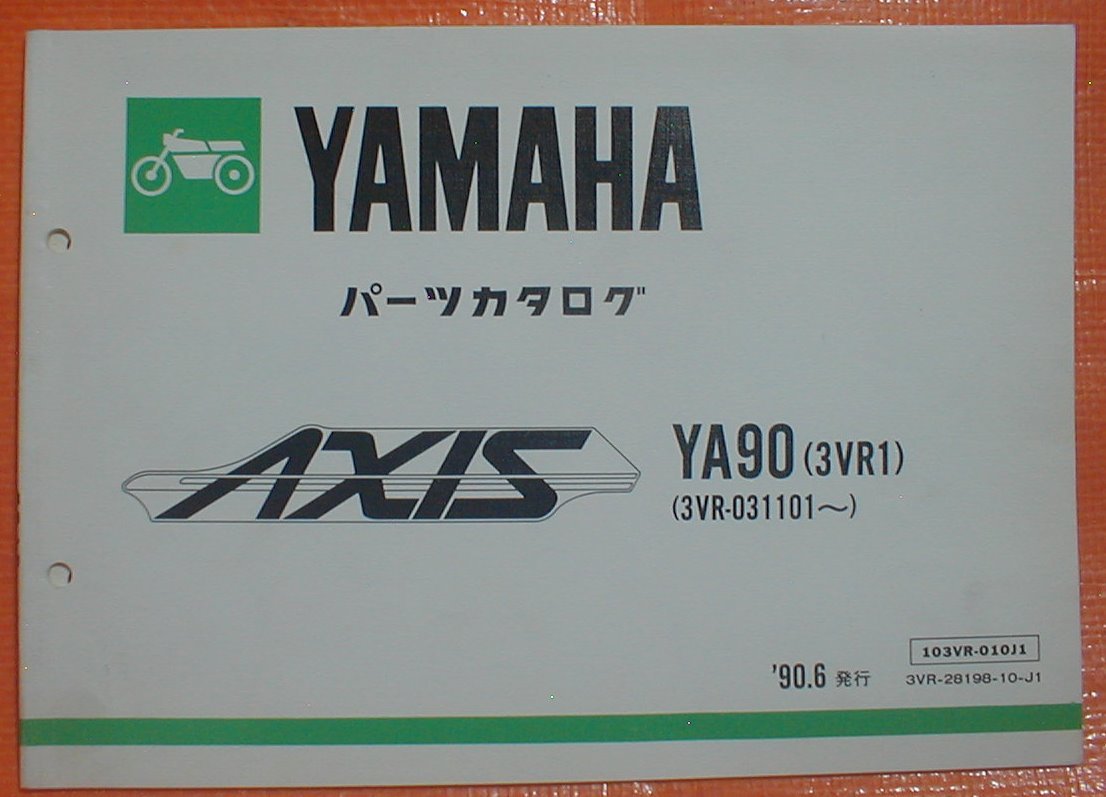 YAMAHA
パーツカタログ
AXIS
YA90 (3VR1)
(3VR-031101〜)
103VR-010J1
'90.6 発行
3VR-28198-10-J1